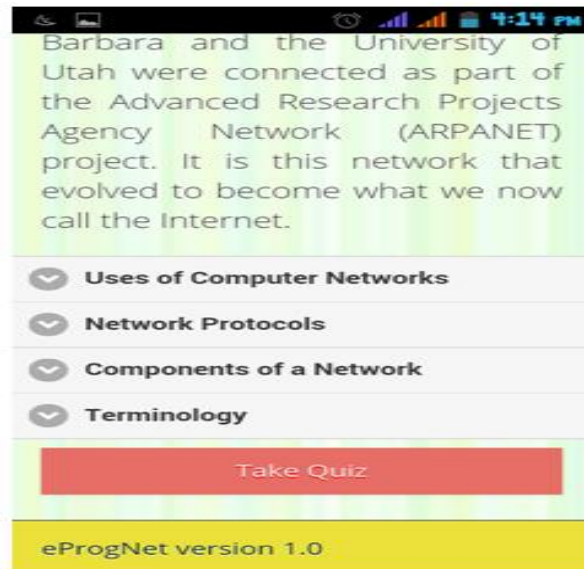 4:14 PM
Barbara and the University of
Utah were connected as part of
the Advanced Research Projects
Agency Network (ARPANET)
project. It is this network that
evolved to become what we now
call the Internet.
Uses of Computer Networks
Network Protocols
Components of a Network
Terminology
Take Quiz
eProgNet version 1.0